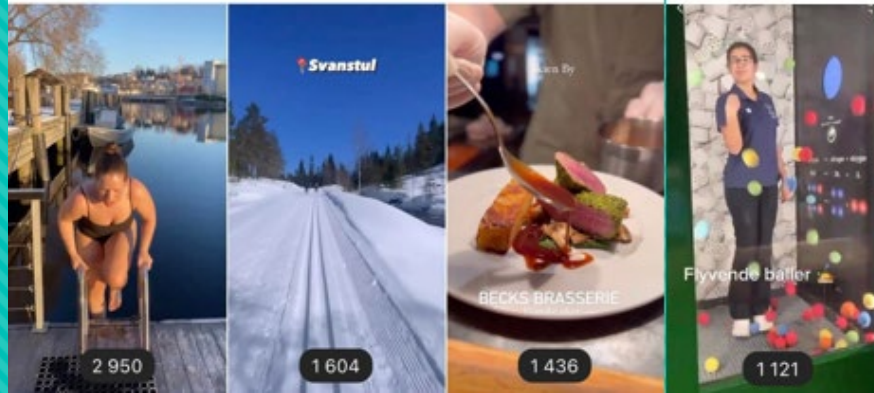 Svanstul
BECKS BRASSERIE
Flyvende baller
2 950
1 604
1 436
1 121